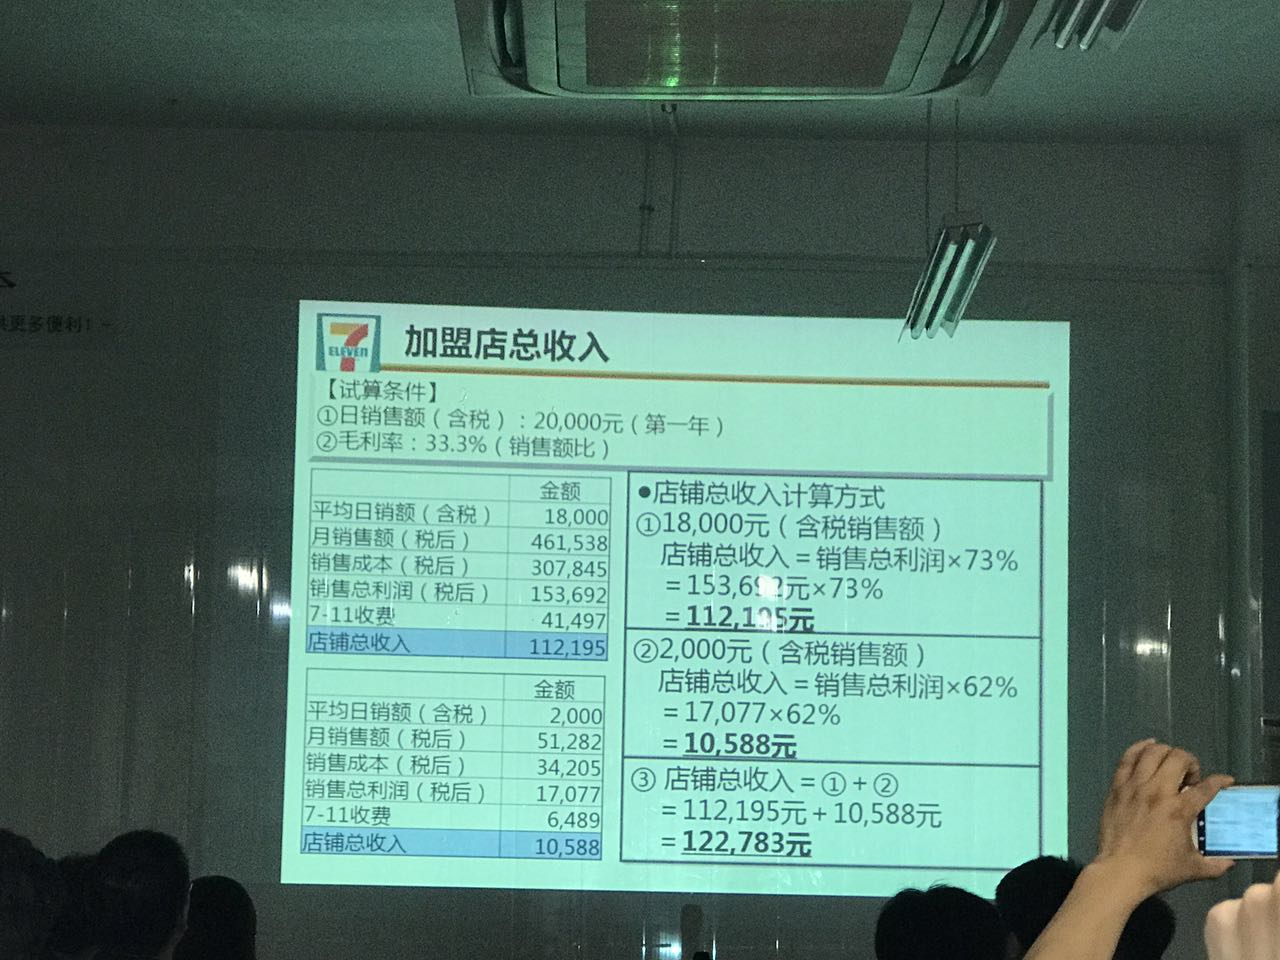 供更多便利！~
7
ELEVEN
加盟店总收入
【试算条件】
①日销售额（含税）：20,000元（第一年）
②毛利率：33.3%（销售额比）
金额
平均日销额（含税） 18,000
月销售额（税后） 461,538
销售成本（税后） 307,845
销售总利润（税后） 153,692
7-11收费 41,497
店铺总收入 112,195
金额
平均日销额（含税） 2,000
月销售额（税后） 51,282
销售成本（税后） 34,205
销售总利润（税后） 17,077
7-11收费 6,489
店铺总收入 10,588
●店铺总收入计算方式
①18,000元（含税销售额）
店铺总收入＝销售总利润×73%
＝153,692元×73%
＝112,195元
②2,000元（含税销售额）
店铺总收入＝销售总利润×62%
＝17,077×62%
＝10,588元
③ 店铺总收入＝①＋②
＝112,195元＋10,588元
＝122,783元